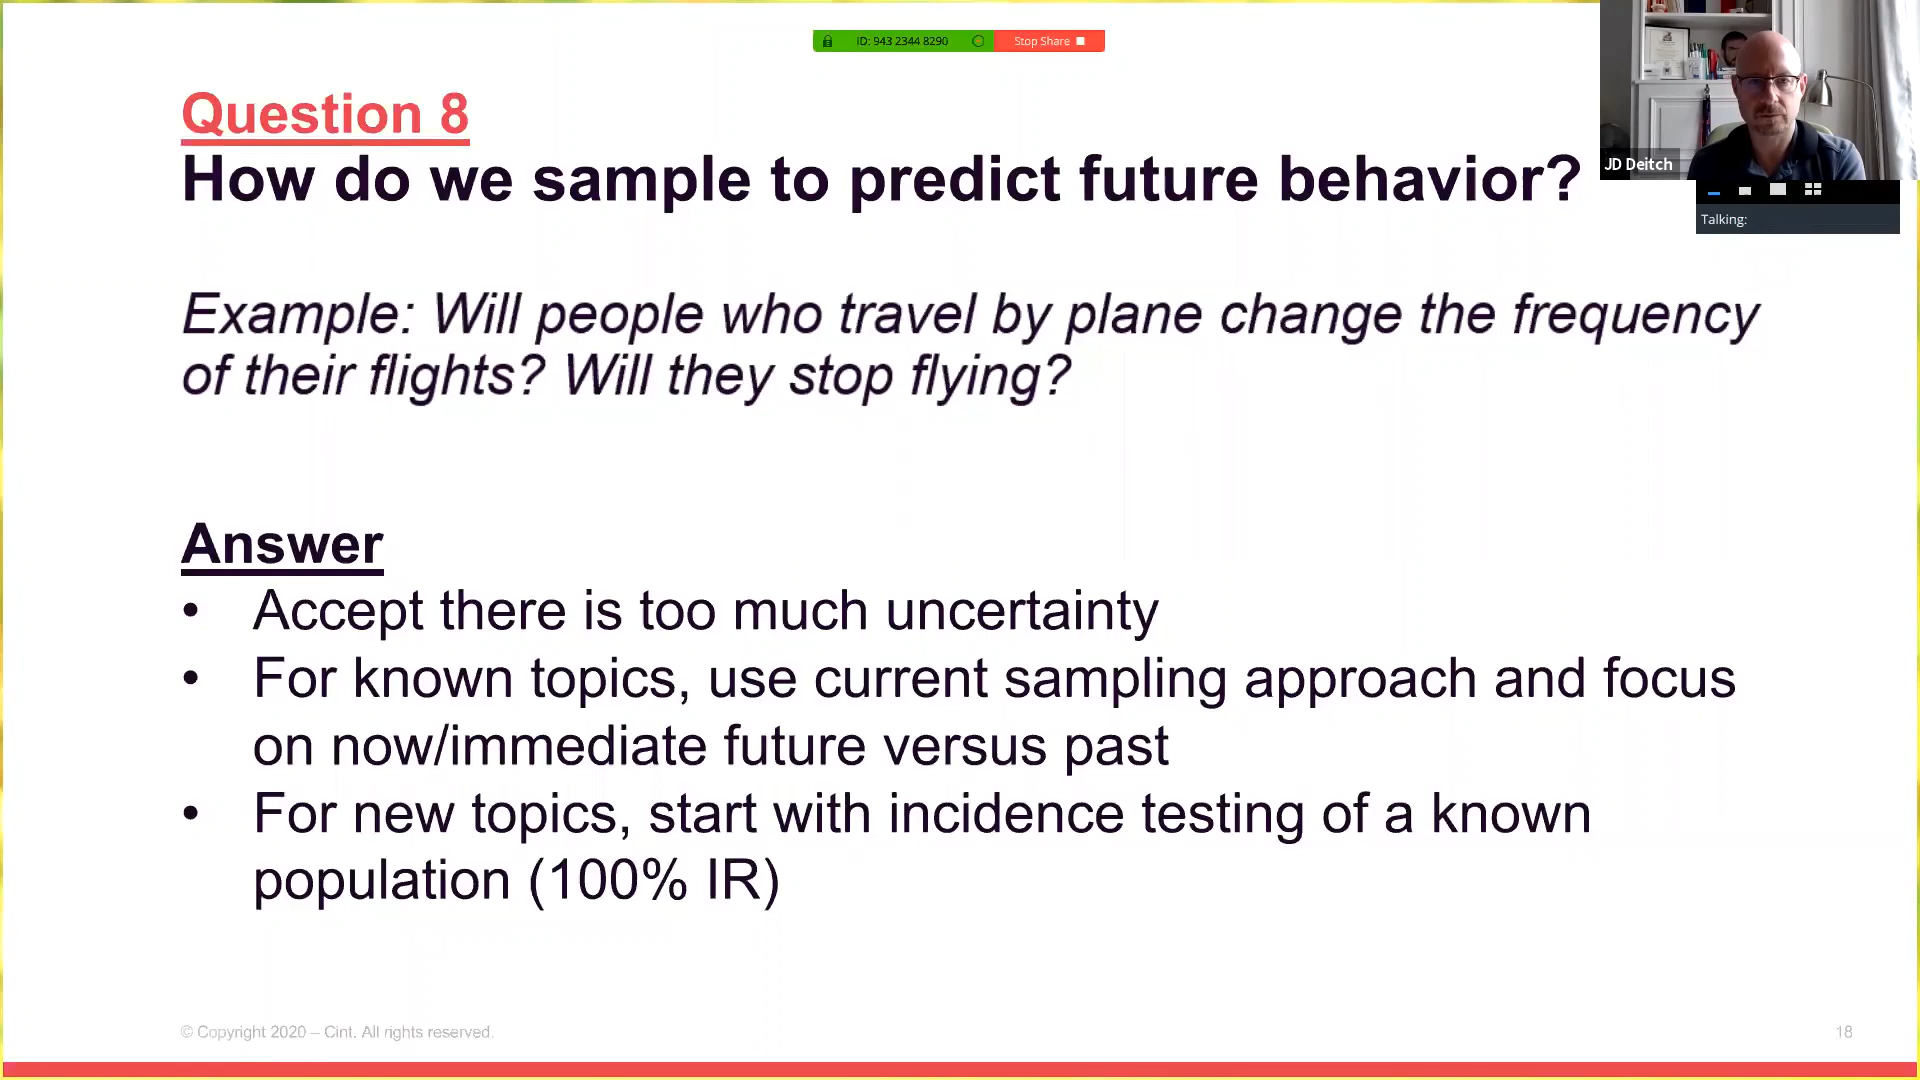 ID: 943 2344 8290 Stop Share
Question 8
How do we sample to predict future behavior?
JD Deitch
Talking:
Example: Will people who travel by plane change the frequency
of their flights? Will they stop flying?
Answer
• Accept there is too much uncertainty
• For known topics, use current sampling approach and focus
on now/immediate future versus past
• For new topics, start with incidence testing of a known
population (100% IR)
© Copyright 2020 – Cint. All rights reserved.
18